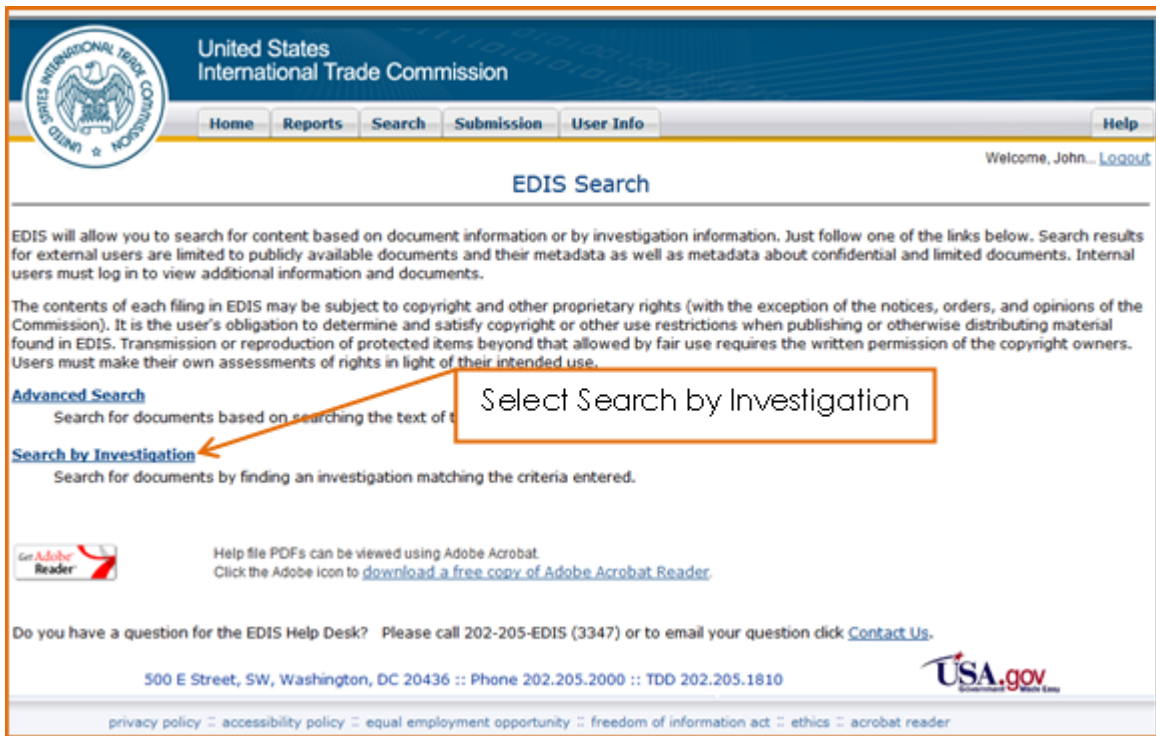 UNITED STATES INTERNATIONAL TRADE COMMISSION
United States
International Trade Commission
Home Reports Search Submission User Info Help
Welcome, John... Logout
EDIS Search
EDIS will allow you to search for content based on document information or by investigation information. Just follow one of the links below. Search results
for external users are limited to publicly available documents and their metadata as well as metadata about confidential and limited documents. Internal
users must log in to view additional information and documents.
The contents of each filing in EDIS may be subject to copyright and other proprietary rights (with the exception of the notices, orders, and opinions of the
Commission). It is the user's obligation to determine and satisfy copyright or other use restrictions when publishing or otherwise distributing material
found in EDIS. Transmission or reproduction of protected items beyond that allowed by fair use requires the written permission of the copyright owners.
Users must make their own assessments of rights in light of their intended use.
Advanced Search
Search for documents based on searching the text of
Select Search by Investigation
Search by Investigation
Search for documents by finding an investigation matching the criteria entered.
Get Adobe
Reader
Help file PDFs can be viewed using Adobe Acrobat.
Click the Adobe icon to download a free copy of Adobe Acrobat Reader.
Do you have a question for the EDIS Help Desk? Please call 202-205-EDIS (3347) or to email your question click Contact Us.
500 E Street, SW, Washington, DC 20436 :: Phone 202.205.2000 :: TDD 202.205.1810
USA.gov
Government Made Easy
privacy policy :: accessibility policy :: equal employment opportunity :: freedom of information act :: ethics :: acrobat reader